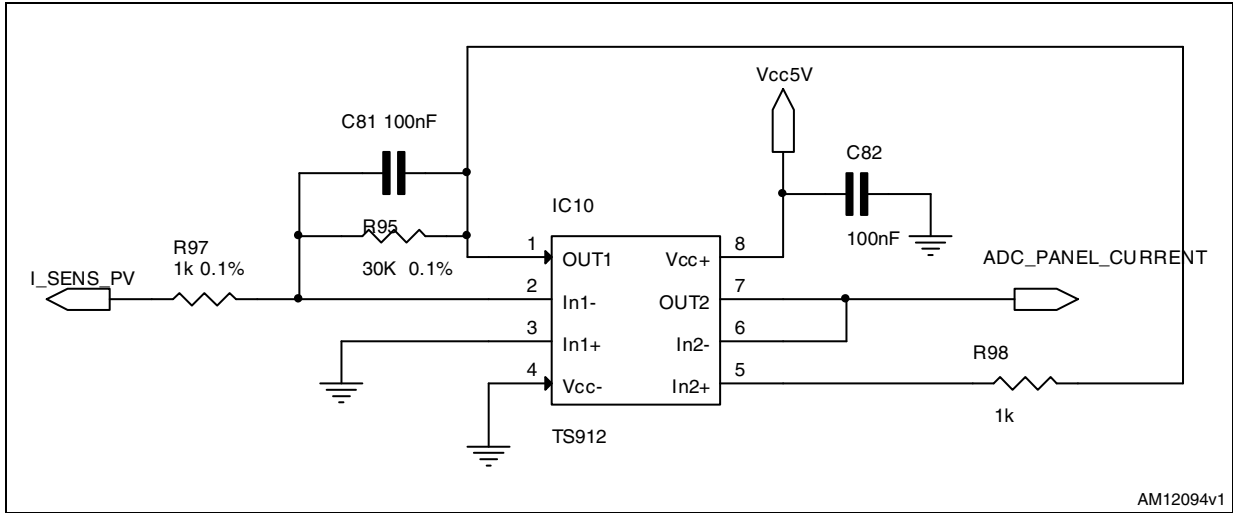 Vcc5V
C81 100nF
C82
IC10
R95
R97
1 OUT1
Vcc+ 8
100nF
ADC_PANEL_CURRENT
1k 0.1%
30K 0.1%
I_SENS_PV
2 In1-
OUT2 7
3 In1+
In2- 6
R98
4 Vcc-
In2+ 5
1k
TS912
AM12094v1